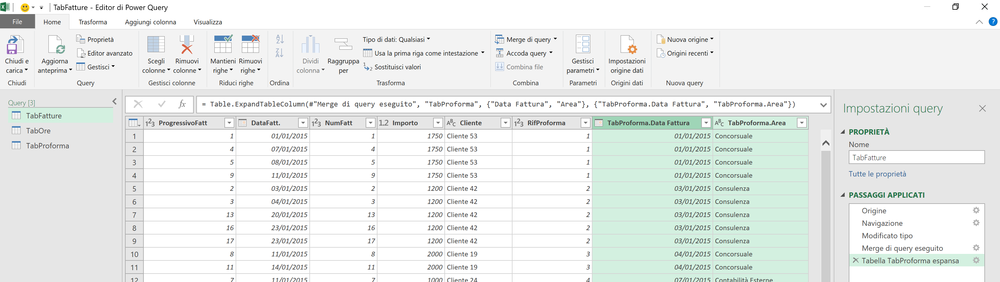 TabFatture - Editor di Power Query
File Home Trasforma Aggiungi colonna Visualizza
Chiudi e carica
Chiudi
Aggiorna anteprima
Proprietà
Editor avanzato
Gestisci
Query
Scegli colonne
Rimuovi colonne
Gestisci colonne
Mantieni righe
Rimuovi righe
Riduci righe
Ordina
Dividi colonna
Raggruppa per
Tipo di dati: Qualsiasi
Usa la prima riga come intestazione
Sostituisci valori
Trasforma
Merge di query
Accoda query
Combina file
Combina
Gestisci parametri
Parametri
Impostazioni origine dati
Origini dati
Nuova origine
Origini recenti
Nuova query
Query [3]
TabFatture
TabOre
TabProforma
fx = Table.ExpandTableColumn(#"Merge di query eseguito", "TabProforma", {"Data Fattura", "Area"}, {"TabProforma.Data Fattura", "TabProforma.Area"})
ProgressivoFatt DataFatt. NumFatt 1.2 Importo Cliente RifProforma TabProforma.Data Fattura TabProforma.Area
1 1 01/01/2015 1 1750 Cliente 53 1 01/01/2015 Concorsuale
2 4 07/01/2015 4 1750 Cliente 53 1 01/01/2015 Concorsuale
3 5 08/01/2015 5 1750 Cliente 53 1 01/01/2015 Concorsuale
4 9 11/01/2015 9 1750 Cliente 53 1 01/01/2015 Concorsuale
5 2 03/01/2015 2 1200 Cliente 42 2 03/01/2015 Consulenza
6 3 04/01/2015 3 1200 Cliente 42 2 03/01/2015 Consulenza
7 13 20/01/2015 13 1200 Cliente 42 2 03/01/2015 Consulenza
8 16 23/01/2015 16 1200 Cliente 42 2 03/01/2015 Consulenza
9 17 23/01/2015 17 1200 Cliente 42 2 03/01/2015 Consulenza
10 8 11/01/2015 8 2000 Cliente 19 3 04/01/2015 Concorsuale
11 11 14/01/2015 11 2000 Cliente 19 3 04/01/2015 Concorsuale
12 7 11/01/2015 7 1000 Cliente 24 4 07/01/2015 Contabilità Esterne
Impostazioni query
PROPRIETÀ
Nome
TabFatture
Tutte le proprietà
PASSAGGI APPLICATI
Origine
Navigazione
Modificato tipo
Merge di query eseguito
Tabella TabProforma espansa